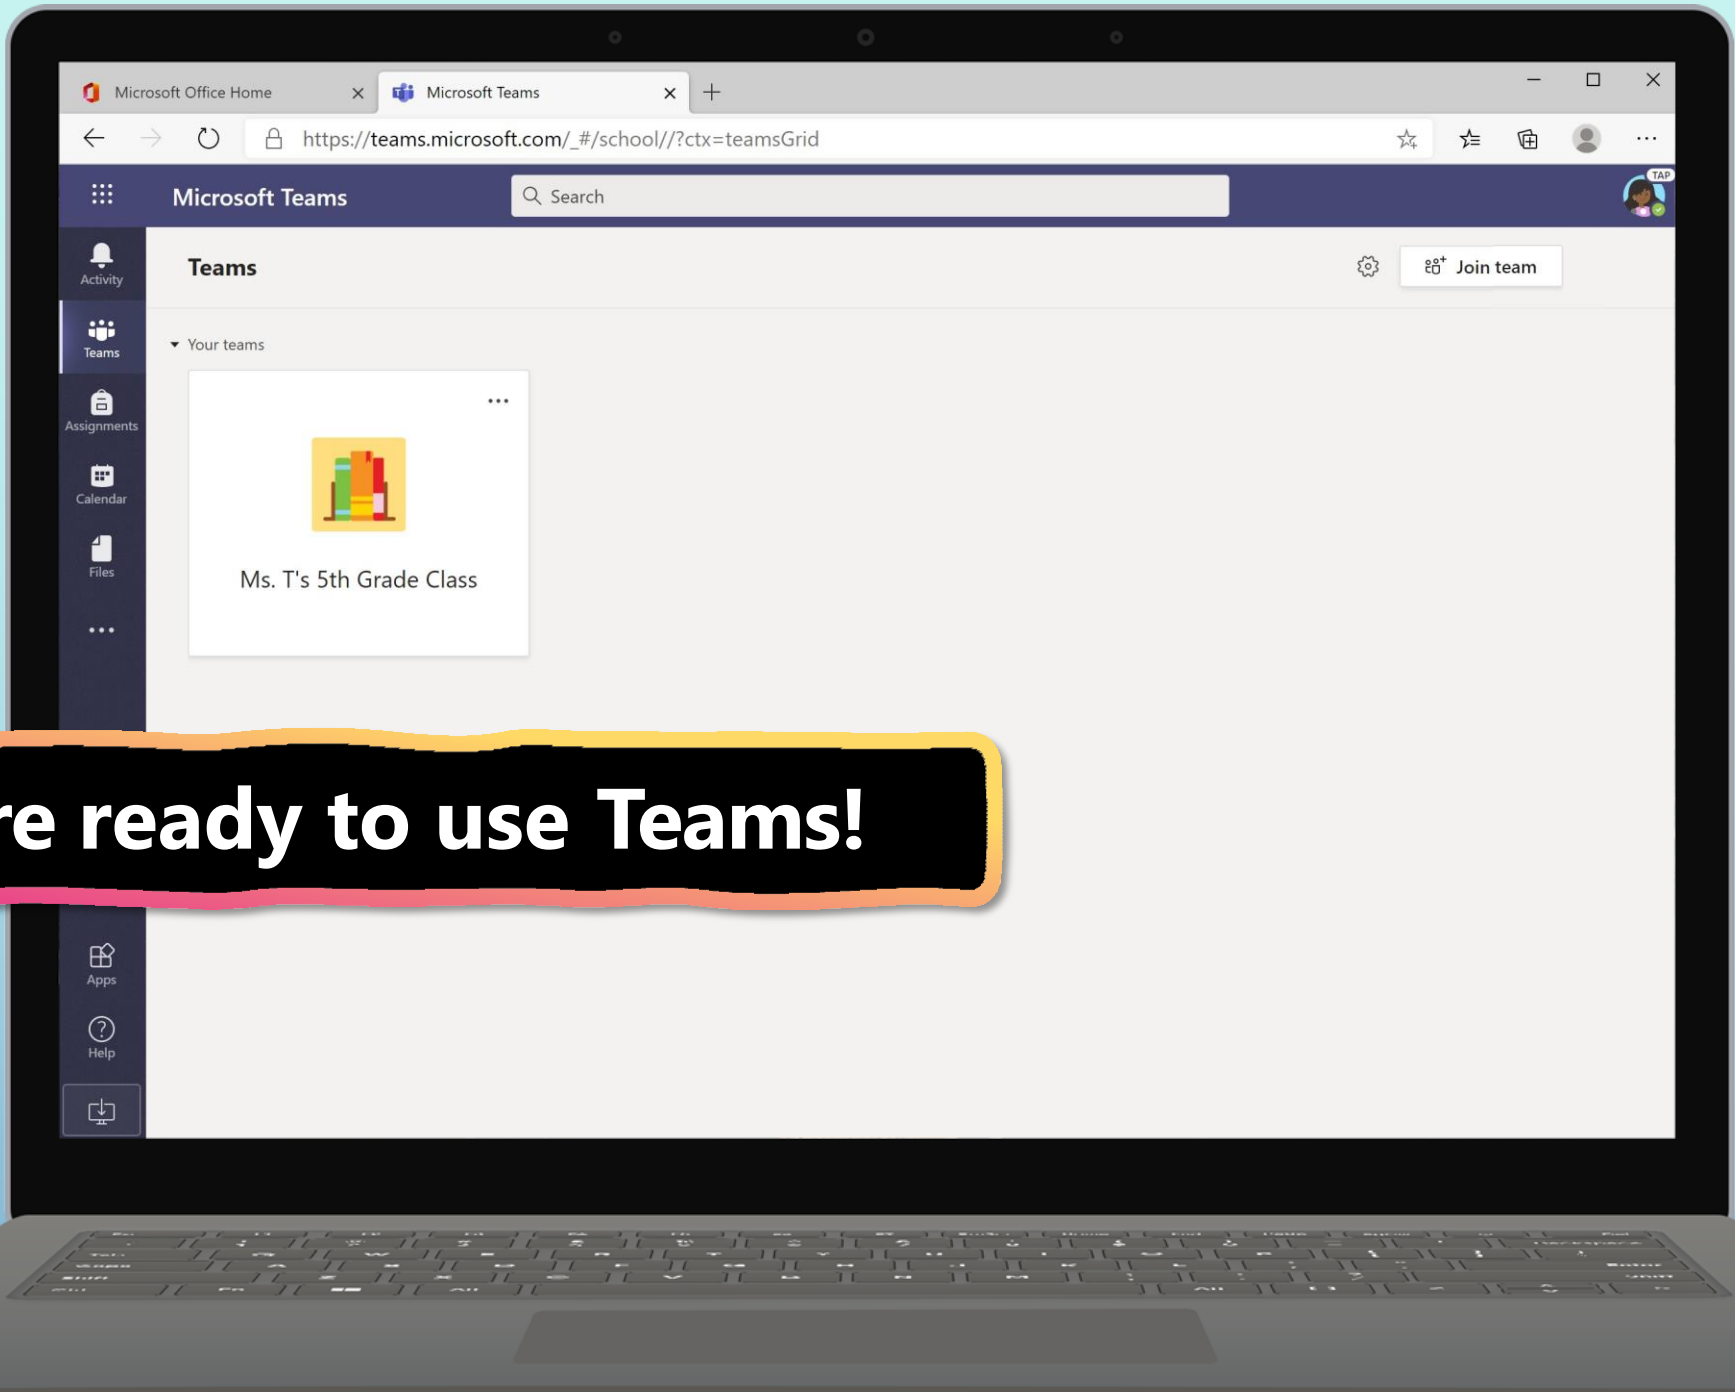 Microsoft Office Home
Microsoft Teams
https://teams.microsoft.com/_#/school//?ctx=teamsGrid
Microsoft Teams
Search
TAP
Activity
Teams
Join team
Teams
Your teams
Assignments
Calendar
Ms. T's 5th Grade Class
Files
re ready to use Teams!
Apps
Help